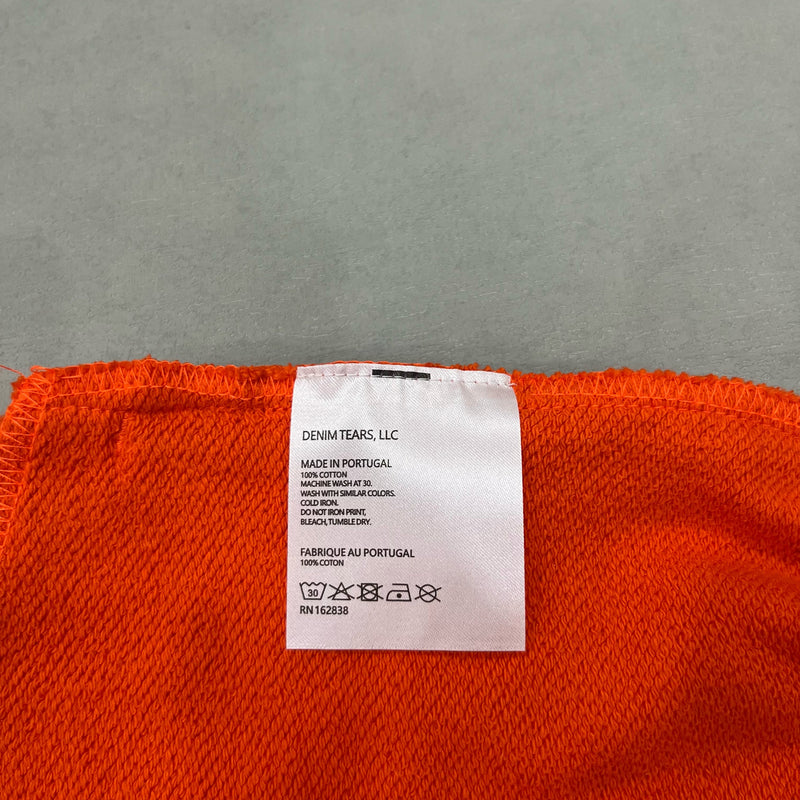 DENIM TEARS, LLC
MADE IN PORTUGAL
100% COTTON
MACHINE WASH AT 30.
WASH WITH SIMILAR COLORS.
COLD IRON.
DO NOT IRON PRINT,
BLEACH, TUMBLE DRY.
FABRIQUE AU PORTUGAL
100% COTON
30
RN 162838